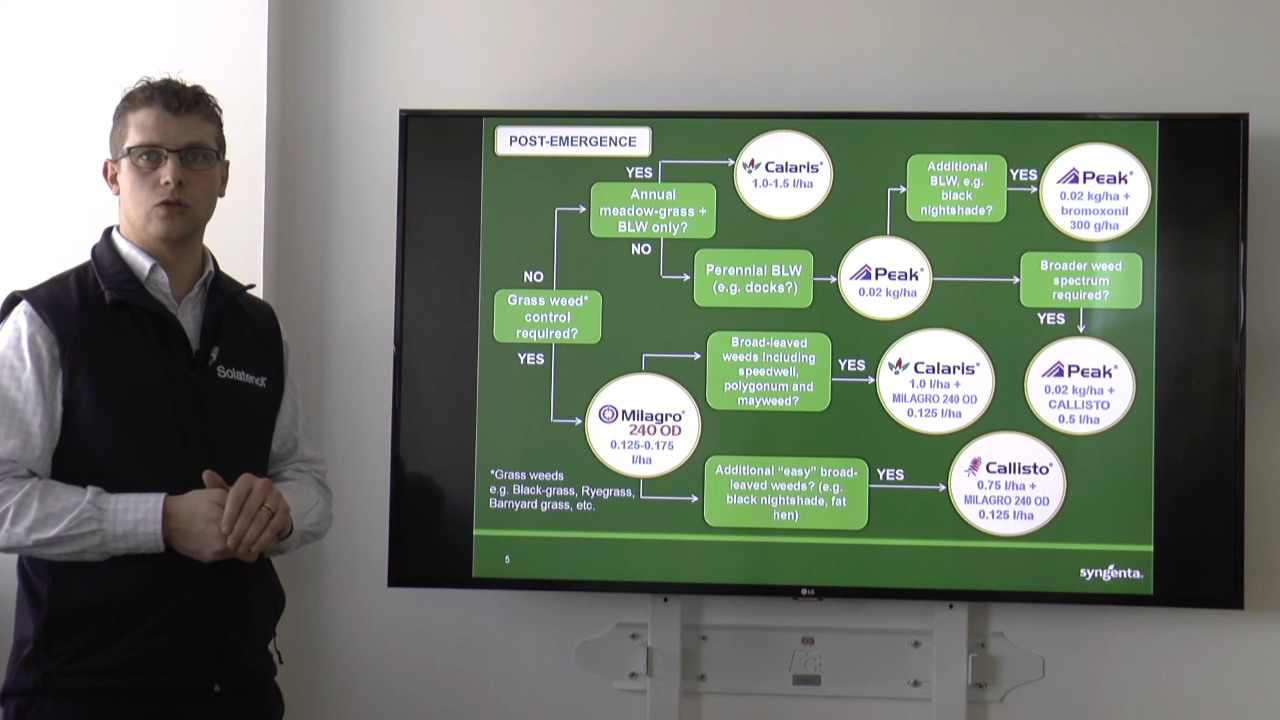 POST-EMERGENCE
YES
Calaris®
1.0-1.5 l/ha
Annual
meadow-grass +
BLW only?
NO
NO
Grass weed*
control
required?
YES
Perennial BLW
(e.g. docks?)
Peak®
0.02 kg/ha
Additional
BLW, e.g.
black
nightshade?
YES
Peak®
0.02 kg/ha +
bromoxonil
300 g/ha
Broader weed
spectrum
required?
YES
Peak®
0.02 kg/ha +
CALLISTO
0.5 l/ha
Milagro®
240 OD
0.125-0.175
l/ha
Broad-leaved
weeds including
speedwell,
polygonum and
mayweed?
YES
Calaris®
1.0 l/ha +
MILAGRO 240 OD
0.125 l/ha
Additional “easy” broad-
leaved weeds? (e.g.
black nightshade, fat
hen)
YES
Callisto®
0.75 l/ha +
MILAGRO 240 OD
0.125 l/ha
*Grass weeds
e.g. Black-grass, Ryegrass,
Barnyard grass, etc.
5
syngenta
LG
Solatenol